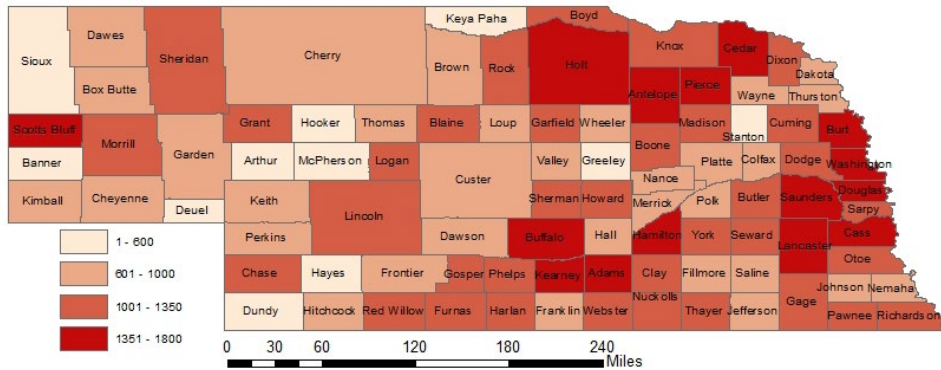 Keya Paha Boyd
Sioux Dawes Sheridan Cherry Brown Rock Holt Knox Cedar Dixon
Dakota
Box Butte Antelope Pierce Wayne Thurston
Scotts Bluff Morrill Garden Grant Hooker Thomas Blaine Loup Garfield Wheeler Madison Stanton Cuming Burt
Banner Arthur McPherson Logan Custer Valley Greeley Boone Platte Colfax Dodge Washington
Kimball Cheyenne Deuel Keith Lincoln Sherman Howard Nance Merrick Polk Butler Saunders Douglas
Sarpy
Perkins Dawson Buffalo Hall Hamilton York Seward Lancaster Cass
Otoe
Chase Hayes Frontier Gosper Phelps Kearney Adams Clay Fillmore Saline Johnson Nemaha
Dundy Hitchcock Red Willow Furnas Harlan Franklin Webster Nuckolls Thayer Jefferson Gage Pawnee Richardson
1 - 600
601 - 1000
1001 - 1350
1351 - 1800
0 30 60 120 180 240
Miles